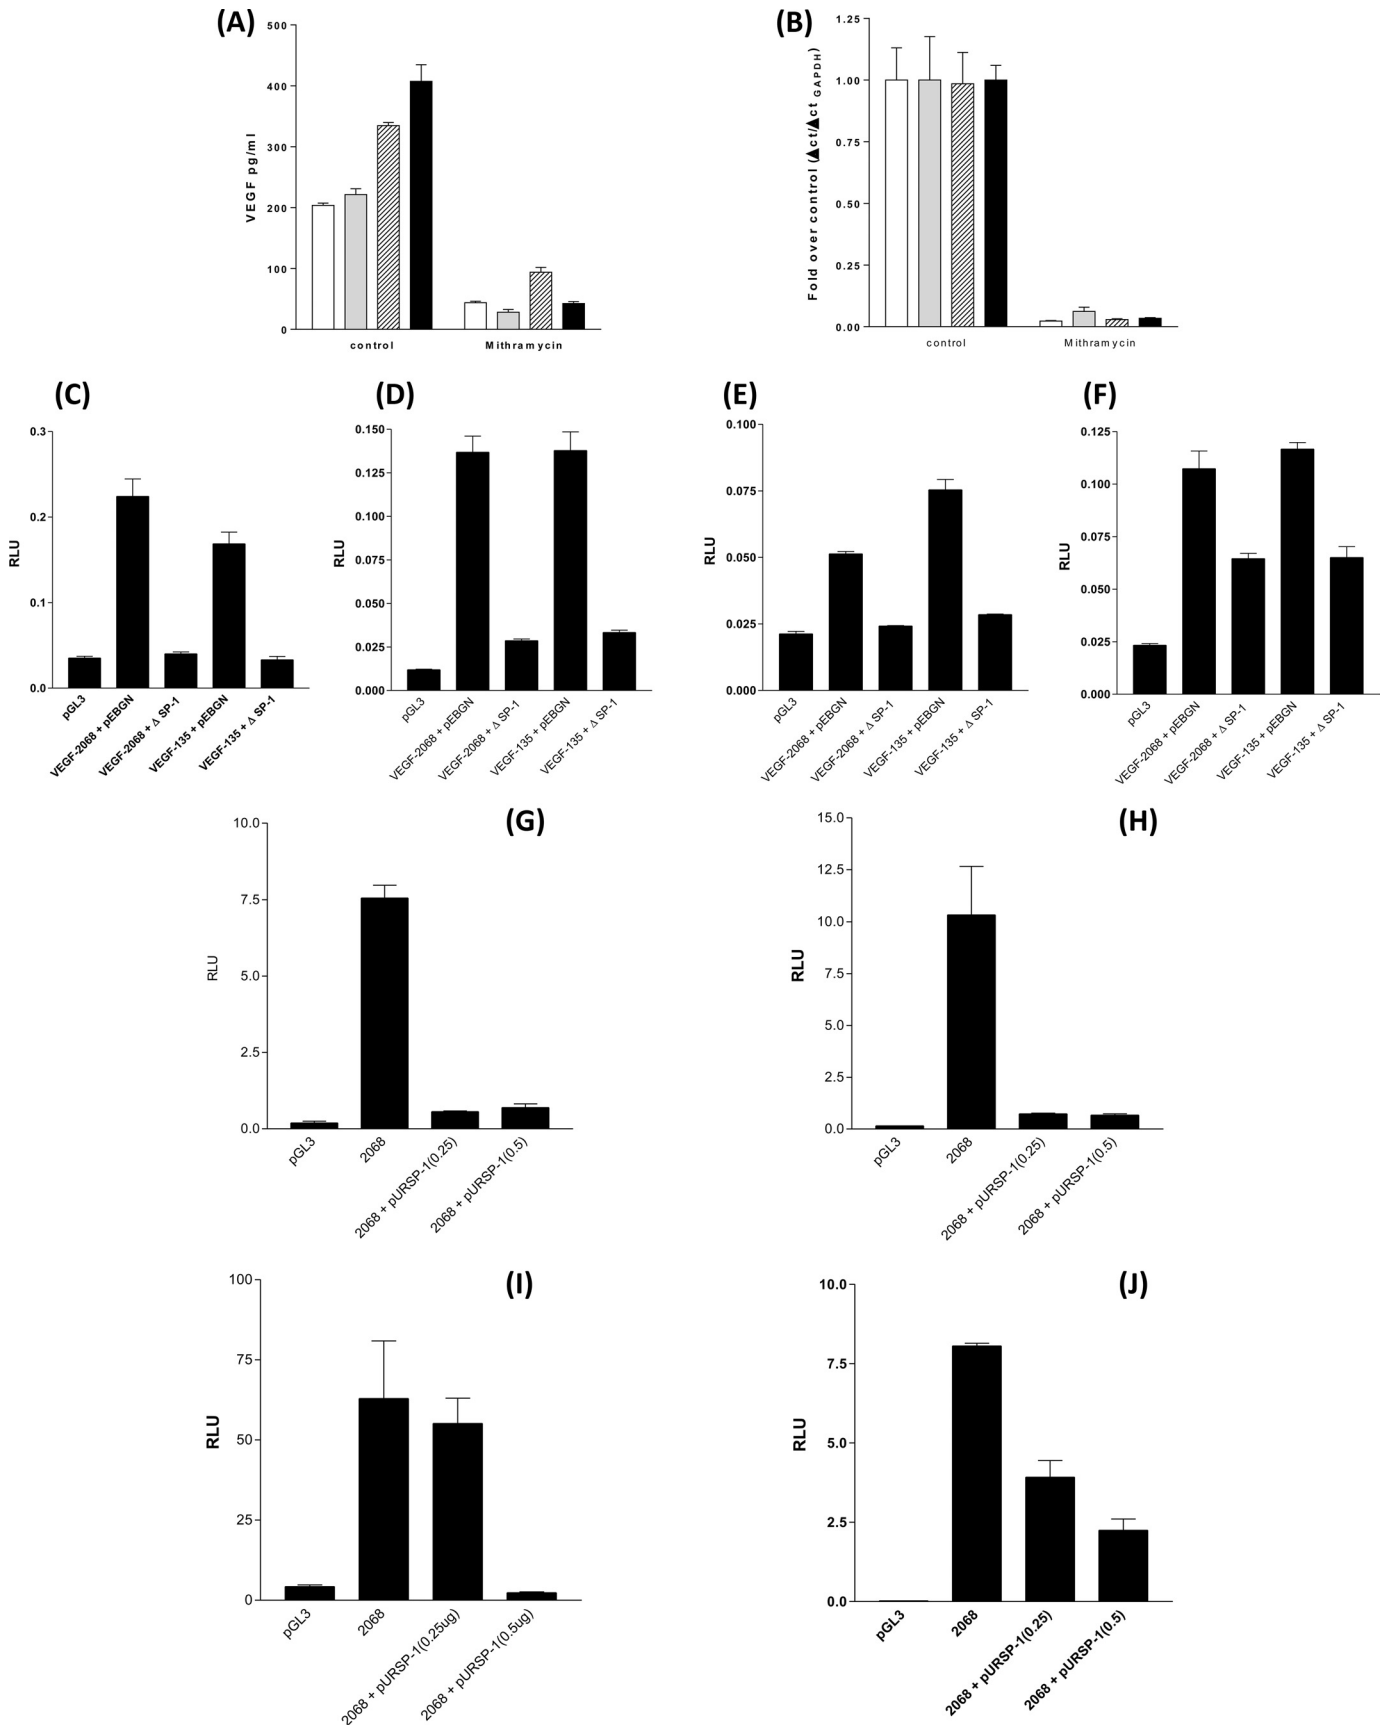 (A)
500
400
300
200
100
0
VEGF pg/ml
control
Mithramycin
(B)
1.25
1.00
0.75
0.50
0.25
0.00
Fold over control (▲ct/▲ct GAPDH)
control
Mithramycin
(C)
0.3
0.2
0.1
0.0
RLU
pGL3
VEGF-2068 + pEBGN
VEGF-2068 + Δ SP-1
VEGF-135 + pEBGN
VEGF-135 + Δ SP-1
(D)
0.150
0.125
0.100
0.075
0.050
0.025
0.000
RLU
pGL3
VEGF-2068 + pEBGN
VEGF-2068 + Δ SP-1
VEGF-135 + pEBGN
VEGF-135 + Δ SP-1
(E)
0.100
0.075
0.050
0.025
0.000
RLU
pGL3
VEGF-2068 + pEBGN
VEGF-2068 + Δ SP-1
VEGF-135 + pEBGN
VEGF-135 + Δ SP-1
(F)
0.125
0.100
0.075
0.050
0.025
0.000
RLU
pGL3
VEGF-2068 + pEBGN
VEGF-2068 + Δ SP-1
VEGF-135 + pEBGN
VEGF-135 + Δ SP-1
(G)
10.0
7.5
5.0
2.5
0.0
RLU
pGL3
2068
2068 + pURSP-1(0.25)
2068 + pURSP-1(0.5)
(H)
15.0
12.5
10.0
7.5
5.0
2.5
0.0
RLU
pGL3
2068
2068 + pURSP-1(0.25)
2068 + pURSP-1(0.5)
(I)
100
75
50
25
0
RLU
pGL3
2068
2068 + pURSP-1(0.25ug)
2068 + pURSP-1(0.5ug)
(J)
10.0
7.5
5.0
2.5
0.0
RLU
pGL3
2068
2068 + pURSP-1(0.25)
2068 + pURSP-1(0.5)